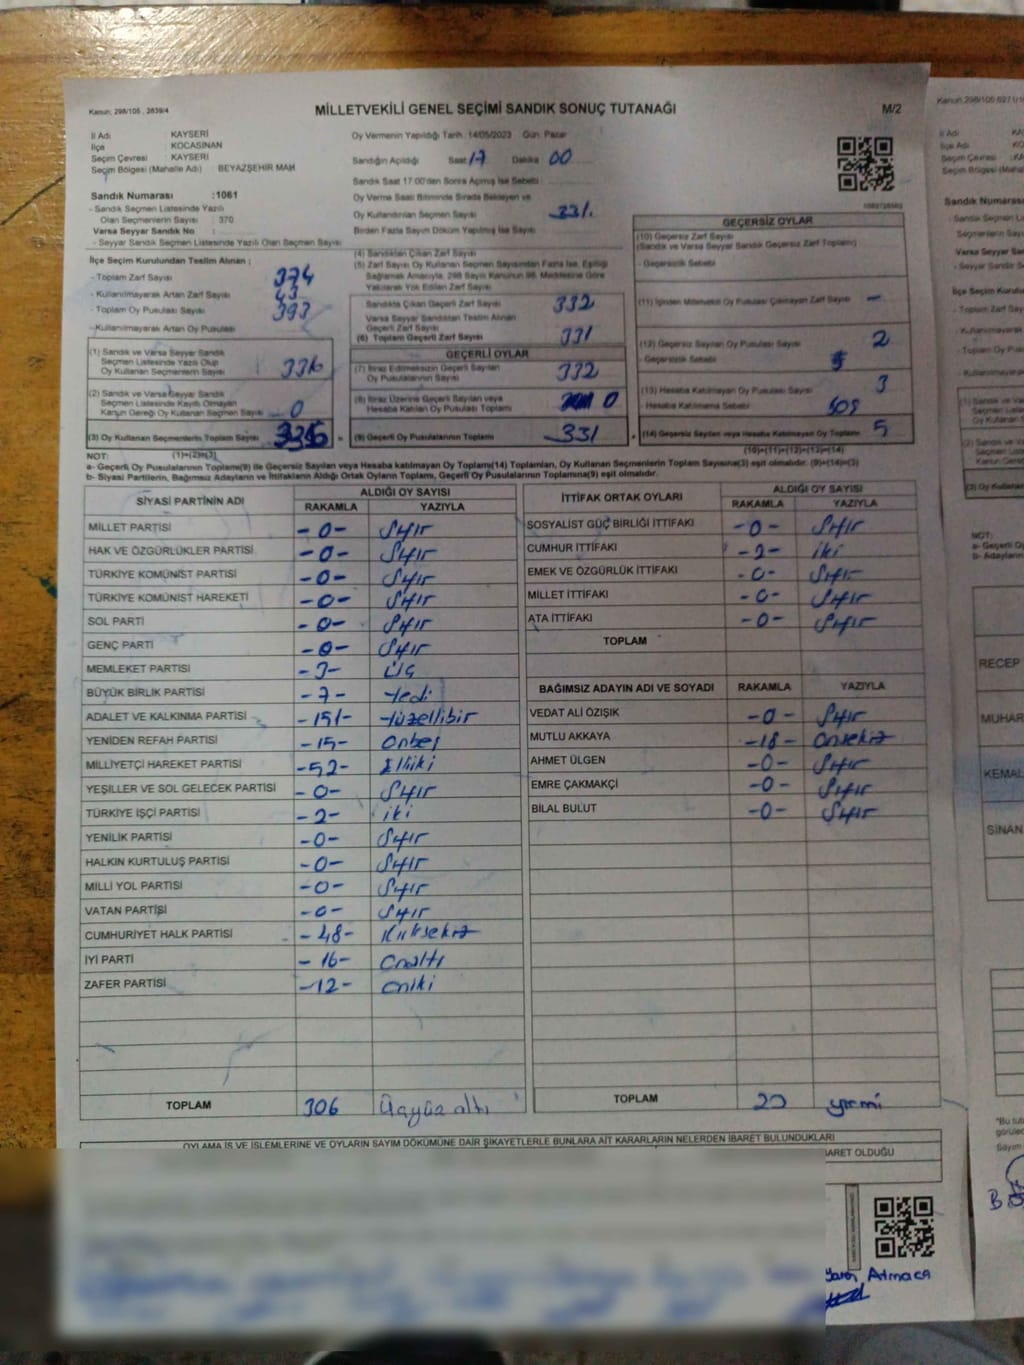 Kanun: 298/105 , 2839/4
MİLLETVEKİLİ GENEL SEÇİMİ SANDIK SONUÇ TUTANAĞI
M/2
İl Adı KAYSERİ
İlçe KOCASİNAN
Seçim Çevresi KAYSERİ
Seçim Bölgesi (Mahalle Adı) BEYAZŞEHİR MAH
Sandık Numarası :1061
- Sandık Seçmen Listesinde Yazılı
Olan Seçmenlerin Sayısı : 370
Varsa Seyyar Sandık No :
- Seyyar Sandık Seçmen Listesinde Yazılı Olan Seçmen Sayısı
İlçe Seçim Kurulundan Teslim Alınan ;
- Toplam Zarf Sayısı 374
- Kullanılmayarak Artan Zarf Sayısı 43
- Toplam Oy Pusulası Sayısı 393
- Kullanılmayarak Artan Oy Pusulası
(1) Sandık ve Varsa Seyyar Sandık
Seçmen Listesinde Yazılı Olup
Oy Kullanan Seçmenlerin Sayısı 336
(2) Sandık ve Varsa Seyyar Sandık
Seçmen Listesinde Kayıtlı Olmayan
Kanun Gereği Oy Kullanan Seçmen Sayısı 0
(3) Oy Kullanan Seçmenlerin Toplam Sayısı 336
(1)+(2)=(3)
Oy Vermenin Yapıldığı Tarih: 14/05/2023 Gün: Pazar
Sandığın Açıldığı Saat 17 Dakika 00
Sandık Saat 17:00'den Sonra Açılmış İse Sebebi :
Oy Verme Saati Bitiminde Sırada Bekleyen ve
Oy Kullandırılan Seçmen Sayısı 331
Birden Fazla Sayım Döküm Yapılmış İse Sayısı
(4) Sandıktan Çıkan Zarf Sayısı
(5) Zarf Sayısı Oy Kullanan Seçmen Sayısından Fazla İse, Eşitliği
Sağlamak Amacıyla, 298 Sayılı Kanunun 98. Maddesine Göre
Yakılarak Yok Edilen Zarf Sayısı
Sandıkta Çıkan Geçerli Zarf Sayısı 332
Varsa Seyyar Sandıktan Teslim Alınan
Geçerli Zarf Sayısı
(6) Toplam Geçerli Zarf Sayısı 331
GEÇERLİ OYLAR
(7) İtiraz Edilmeksizin Geçerli Sayılan
Oy Pusulalarının Sayısı 332
(8) İtiraz Üzerine Geçerli Sayılan veya
Hesaba Katılan Oy Pusulası Toplamı 0
(9) Geçerli Oy Pusulalarının Toplamı 331
GEÇERSİZ OYLAR
(10) Geçersiz Zarf Sayısı
(Sandık ve Varsa Seyyar Sandık Geçersiz Zarf Toplamı)
- Geçersizlik Sebebi
(11) İçinden Milletvekili Oy Pusulası Çıkmayan Zarf Sayısı -
(12) Geçersiz Sayılan Oy Pusulası Sayısı 2
- Geçersizlik Sebebi
(13) Hesaba Katılmayan Oy Pusulası Sayısı 3
Hesaba Katılmama Sebebi
(14) Geçersiz Sayılan veya Hesaba Katılmayan Oy Toplamı 5
(10)+(11)+(12)+(13)=(14)
NOT:
a- Geçerli Oy Pusulalarının Toplamı(9) ile Geçersiz Sayılan veya Hesaba katılmayan Oy Toplamı(14) Toplamları, Oy Kullanan Seçmenlerin Toplam Sayısına(3) eşit olmalıdır. (9)+(14)=(3)
b- Siyasi Partilerin, Bağımsız Adayların ve İttifakların Aldığı Ortak Oyların Toplamı, Geçerli Oy Pusulalarının Toplamına(9) eşit olmalıdır.
SİYASİ PARTİNİN ADI ALDIĞI OY SAYISI
RAKAMLA YAZIYLA
MİLLET PARTİSİ -0- Sıfır
HAK VE ÖZGÜRLÜKLER PARTİSİ -0- Sıfır
TÜRKİYE KOMÜNİST PARTİSİ -0- Sıfır
TÜRKİYE KOMÜNİST HAREKETİ -0- Sıfır
SOL PARTİ -0- Sıfır
GENÇ PARTİ -0- Sıfır
MEMLEKET PARTİSİ -3- Üç
BÜYÜK BİRLİK PARTİSİ -7- Yedi
ADALET VE KALKINMA PARTİSİ -151- Yüzellibir
YENİDEN REFAH PARTİSİ -15- Onbeş
MİLLİYETÇİ HAREKET PARTİSİ -52- Elliiki
YEŞİLLER VE SOL GELECEK PARTİSİ -0- Sıfır
TÜRKİYE İŞÇİ PARTİSİ -2- iki
YENİLİK PARTİSİ -0- Sıfır
HALKIN KURTULUŞ PARTİSİ -0- Sıfır
MİLLİ YOL PARTİSİ -0- Sıfır
VATAN PARTİSİ -0- Sıfır
CUMHURİYET HALK PARTİSİ -48- Kırksekiz
İYİ PARTİ -16- Onaltı
ZAFER PARTİSİ -12- oniki
TOPLAM 306 Üçyüz altı
İTTİFAK ORTAK OYLARI ALDIĞI OY SAYISI
RAKAMLA YAZIYLA
SOSYALİST GÜÇ BİRLİĞİ İTTİFAKI -0- Sıfır
CUMHUR İTTİFAKI -2- iki
EMEK VE ÖZGÜRLÜK İTTİFAKI -0- Sıfır
MİLLET İTTİFAKI -0- Sıfır
ATA İTTİFAKI -0- Sıfır
TOPLAM
BAĞIMSIZ ADAYIN ADI VE SOYADI RAKAMLA YAZIYLA
VEDAT ALİ ÖZIŞIK -0- Sıfır
MUTLU AKKAYA -18- Onsekiz
AHMET ÜLGEN -0- Sıfır
EMRE ÇAKMAKÇİ -0- Sıfır
BİLAL BULUT -0- Sıfır
TOPLAM 20 yirmi
OYLAMA İŞ VE İŞLEMLERİNE VE OYLARIN SAYIM DÖKÜMÜNE DAİR ŞİKAYETLERLE BUNLARA AİT KARARLARIN NELERDEN İBARET BULUNDUKLARI
BARET OLDUĞU
Atmaca
Kanun:298/105,6271/
İl Adı
İlçe
Seçim Çevresi
Seçim Bölgesi
Sandık Numarası
RECEP
MUHAR
KEMAL
SİNAN